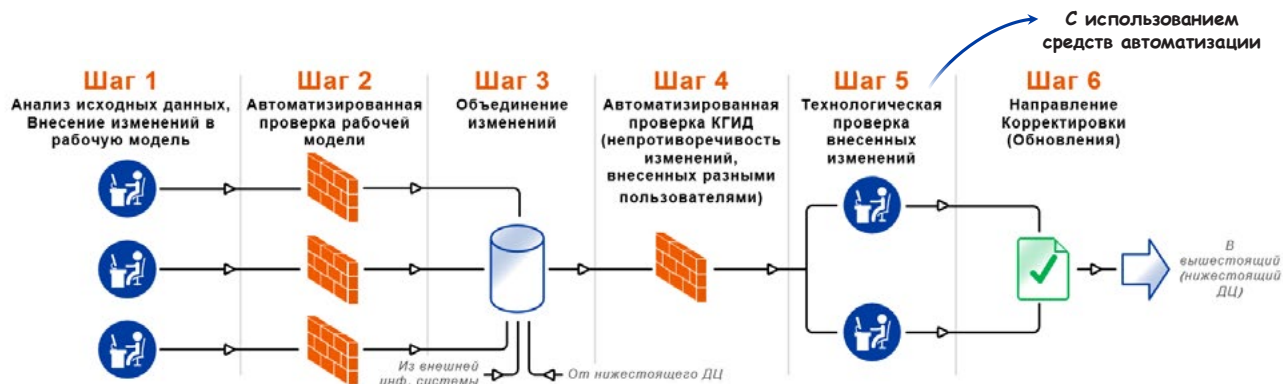 С использованием
средств автоматизации
Шаг 1
Анализ исходных данных,
Внесение изменений в
рабочую модель
Шаг 2
Автоматизированная
проверка рабочей
модели
Шаг 3
Объединение
изменений
Шаг 4
Автоматизированная
проверка КГИД
(непротиворечивость
изменений,
внесенных разными
пользователями)
Шаг 5
Технологическая
проверка
внесенных
изменений
Шаг 6
Направление
Корректировки
(Обновления)
Из внешней
инф. системы
От нижестоящего ДЦ
В
вышестоящий
(нижестоящий
ДЦ)